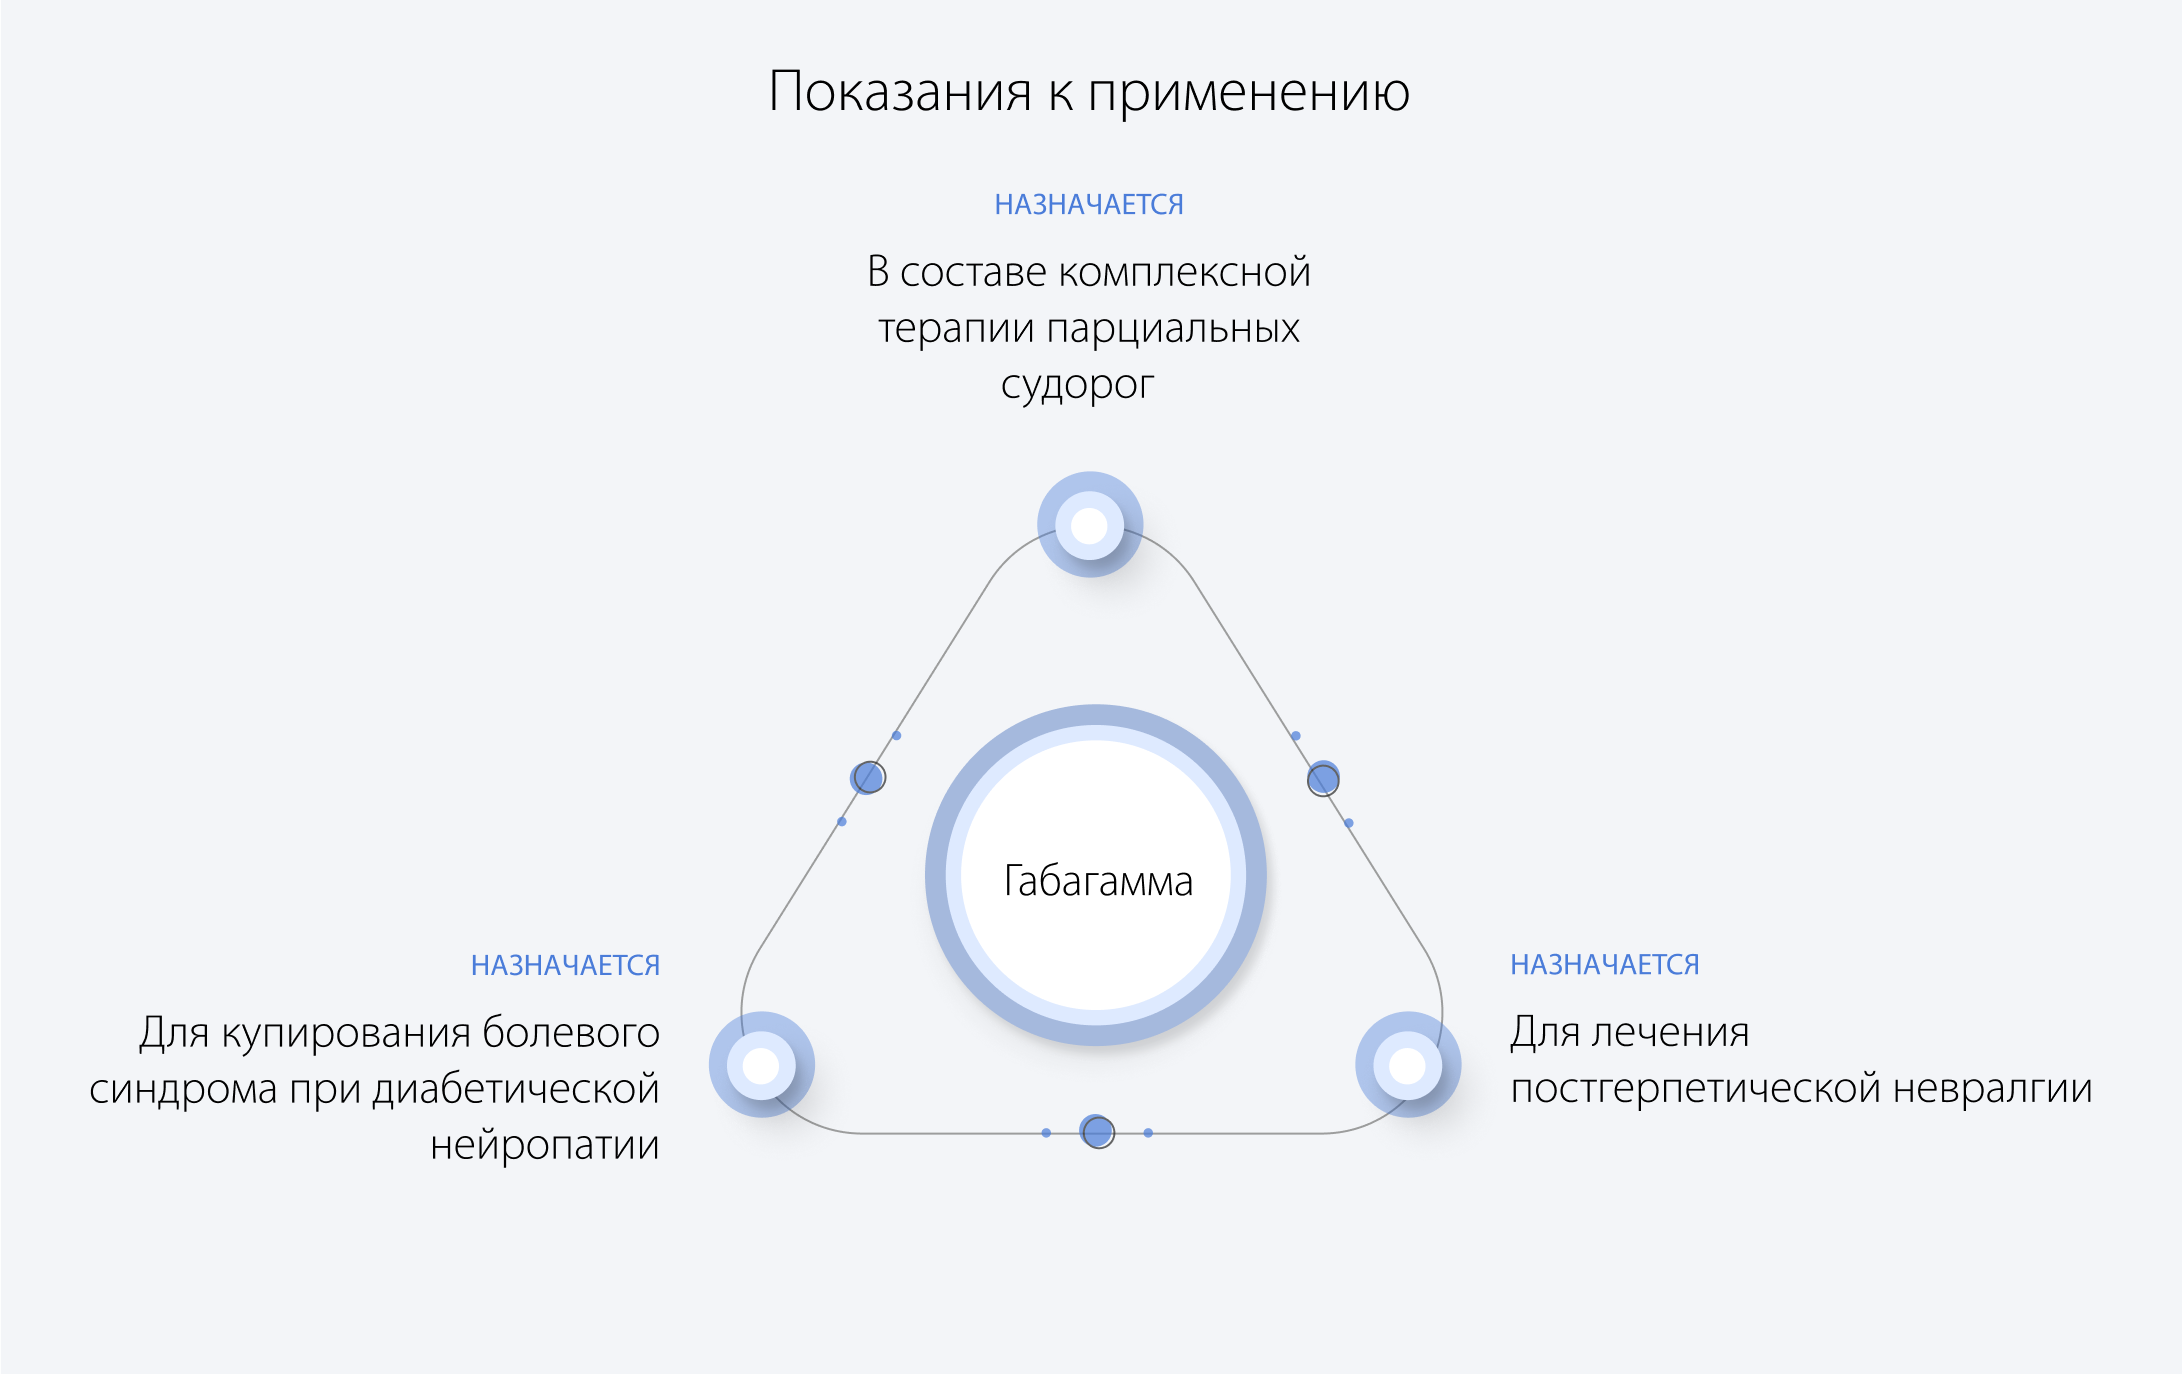 Показания к применению
НАЗНАЧАЕТСЯ
В составе комплексной
терапии парциальных
судорог
Габагамма
НАЗНАЧАЕТСЯ
Для купирования болевого
синдрома при диабетической
нейропатии
НАЗНАЧАЕТСЯ
Для лечения
постгерпетической невралгии